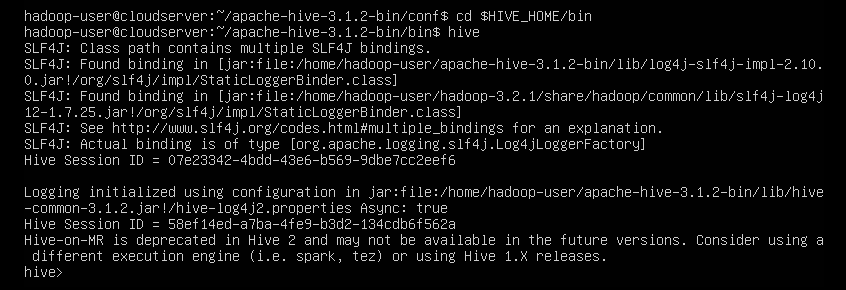 hadoop-user@cloudserver:~/apache-hive-3.1.2-bin/conf$ cd $HIVE_HOME/bin
hadoop-user@cloudserver:~/apache-hive-3.1.2-bin/bin$ hive
SLF4J: Class path contains multiple SLF4J bindings.
SLF4J: Found binding in [jar:file:/home/hadoop-user/apache-hive-3.1.2-bin/lib/log4j-slf4j-impl-2.10.
0.jar!/org/slf4j/impl/StaticLoggerBinder.class]
SLF4J: Found binding in [jar:file:/home/hadoop-user/hadoop-3.2.1/share/hadoop/common/lib/slf4j-log4j
12-1.7.25.jar!/org/slf4j/impl/StaticLoggerBinder.class]
SLF4J: See http://www.slf4j.org/codes.html#multiple_bindings for an explanation.
SLF4J: Actual binding is of type [org.apache.logging.slf4j.Log4jLoggerFactory]
Hive Session ID = 07e23342-4bdd-43e6-b569-9dbe7cc2eef6
Logging initialized using configuration in jar:file:/home/hadoop-user/apache-hive-3.1.2-bin/lib/hive
-common-3.1.2.jar!/hive-log4j2.properties Async: true
Hive Session ID = 58ef14ed-a7ba-4fe9-b3d2-134cdb6f562a
Hive-on-MR is deprecated in Hive 2 and may not be available in the future versions. Consider using a
 different execution engine (i.e. spark, tez) or using Hive 1.X releases.
hive>